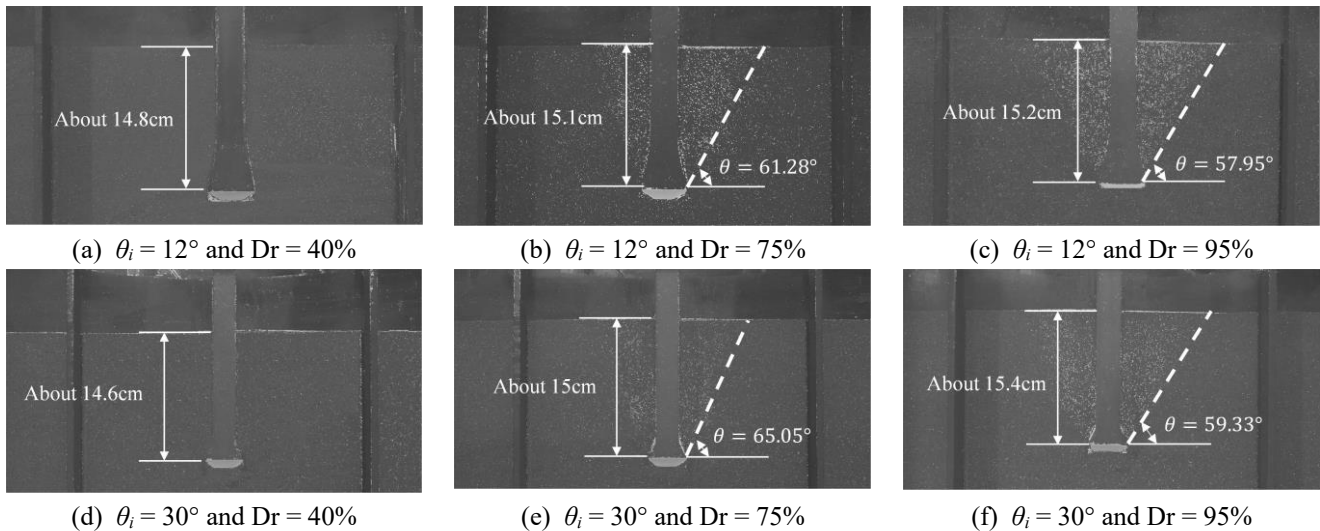 About 14.8cm
About 15.1cm
θ = 61.28°
About 15.2cm
θ = 57.95°
(a) θi = 12° and Dr = 40%
(b) θi = 12° and Dr = 75%
(c) θi = 12° and Dr = 95%
About 14.6cm
About 15cm
θ = 65.05°
About 15.4cm
θ = 59.33°
(d) θi = 30° and Dr = 40%
(e) θi = 30° and Dr = 75%
(f) θi = 30° and Dr = 95%